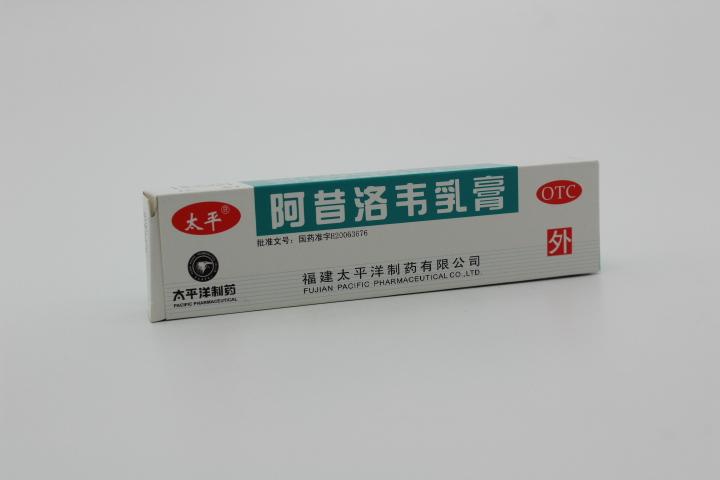 太平®
阿昔洛韦乳膏
OTC
批准文号：国药准字H20063676
外
太平洋制药
PACIFIC PHARMACEUTICAL
福建太平洋制药有限公司
FUJIAN PACIFIC PHARMACEUTICAL CO.,LTD.